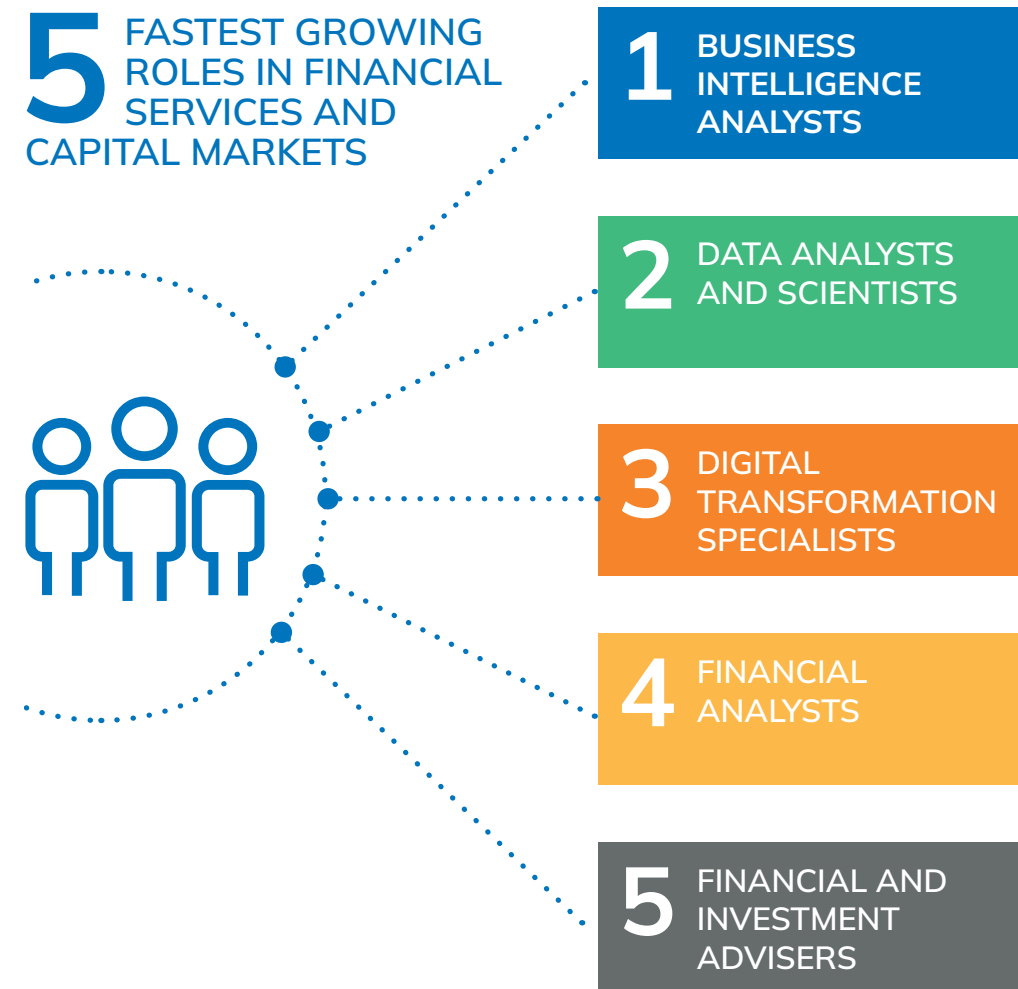 5 FASTEST GROWING
ROLES IN FINANCIAL
SERVICES AND
CAPITAL MARKETS
1 BUSINESS
INTELLIGENCE
ANALYSTS
2 DATA ANALYSTS
AND SCIENTISTS
3 DIGITAL
TRANSFORMATION
SPECIALISTS
4 FINANCIAL
ANALYSTS
5 FINANCIAL AND
INVESTMENT
ADVISERS